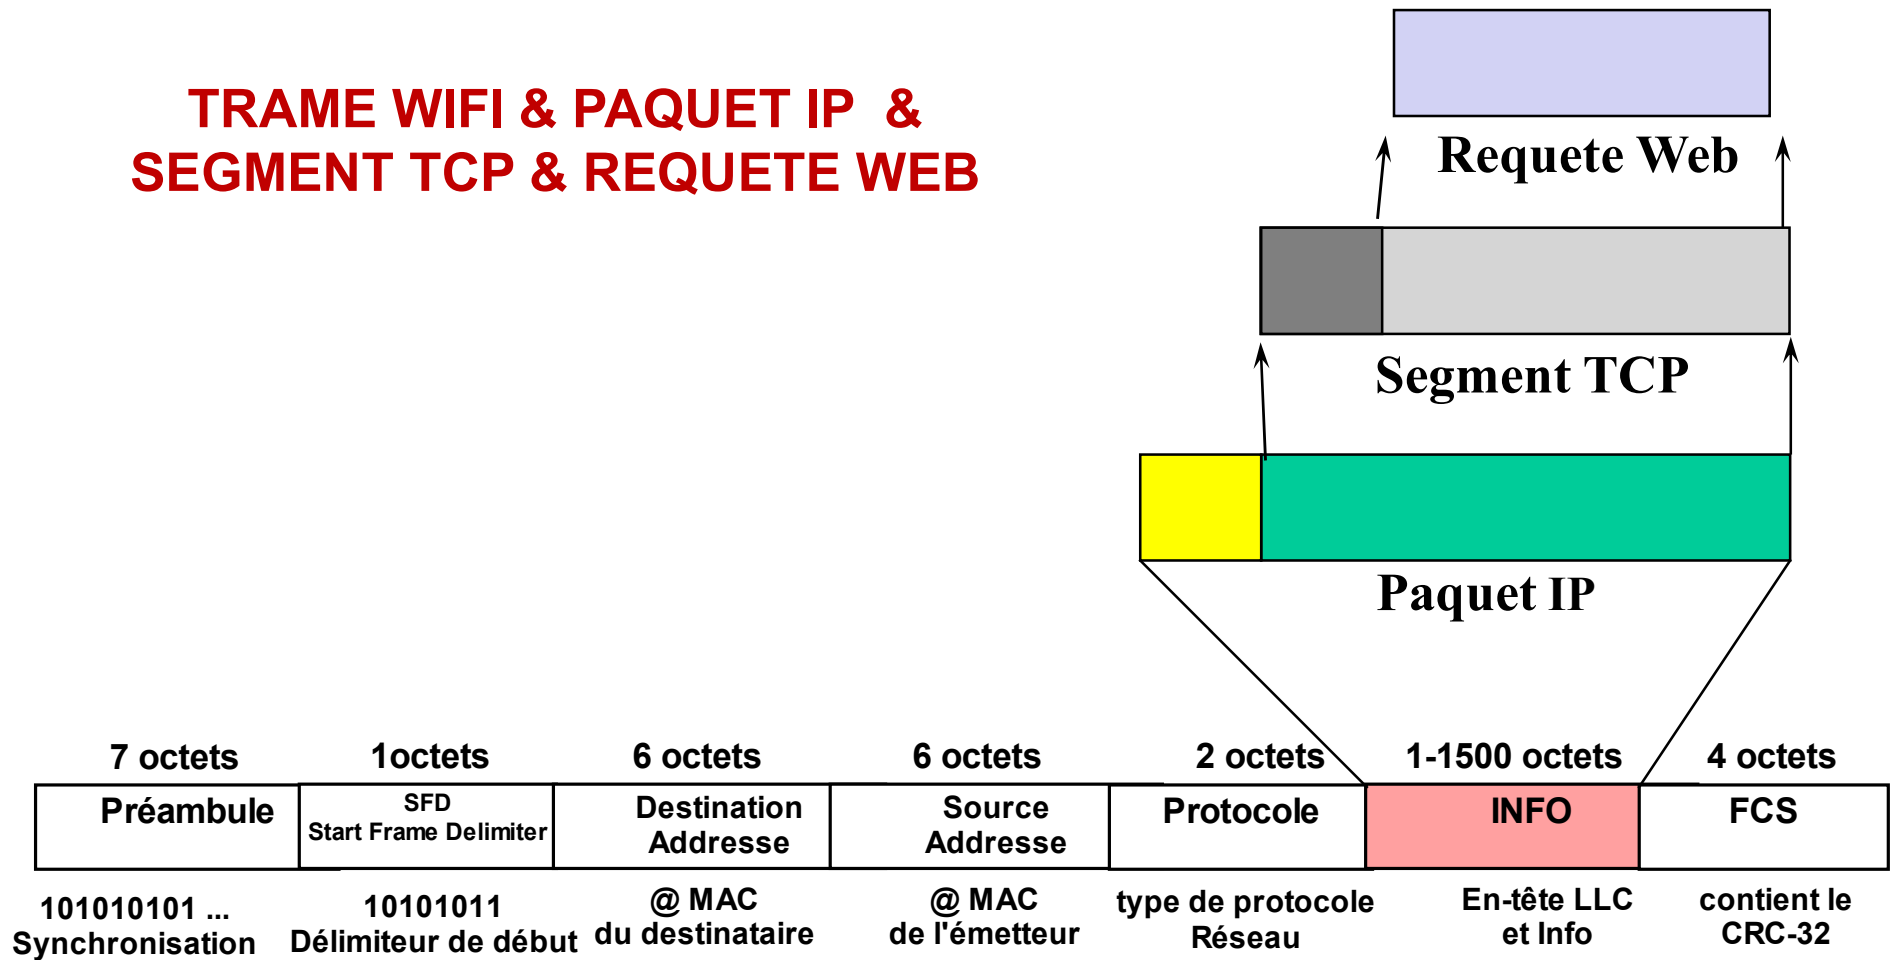 TRAME WIFI & PAQUET IP &
SEGMENT TCP & REQUETE WEB
Requete Web
Segment TCP
Paquet IP
7 octets 1octets 6 octets 6 octets 2 octets 1-1500 octets 4 octets
Préambule
SFD
Start Frame Delimiter
Destination
Addresse
Source
Addresse
Protocole
INFO
FCS
101010101 ...
Synchronisation
10101011
Délimiteur de début
@ MAC
du destinataire
@ MAC
de l'émetteur
type de protocole
Réseau
En-tête LLC
et Info
contient le
CRC-32